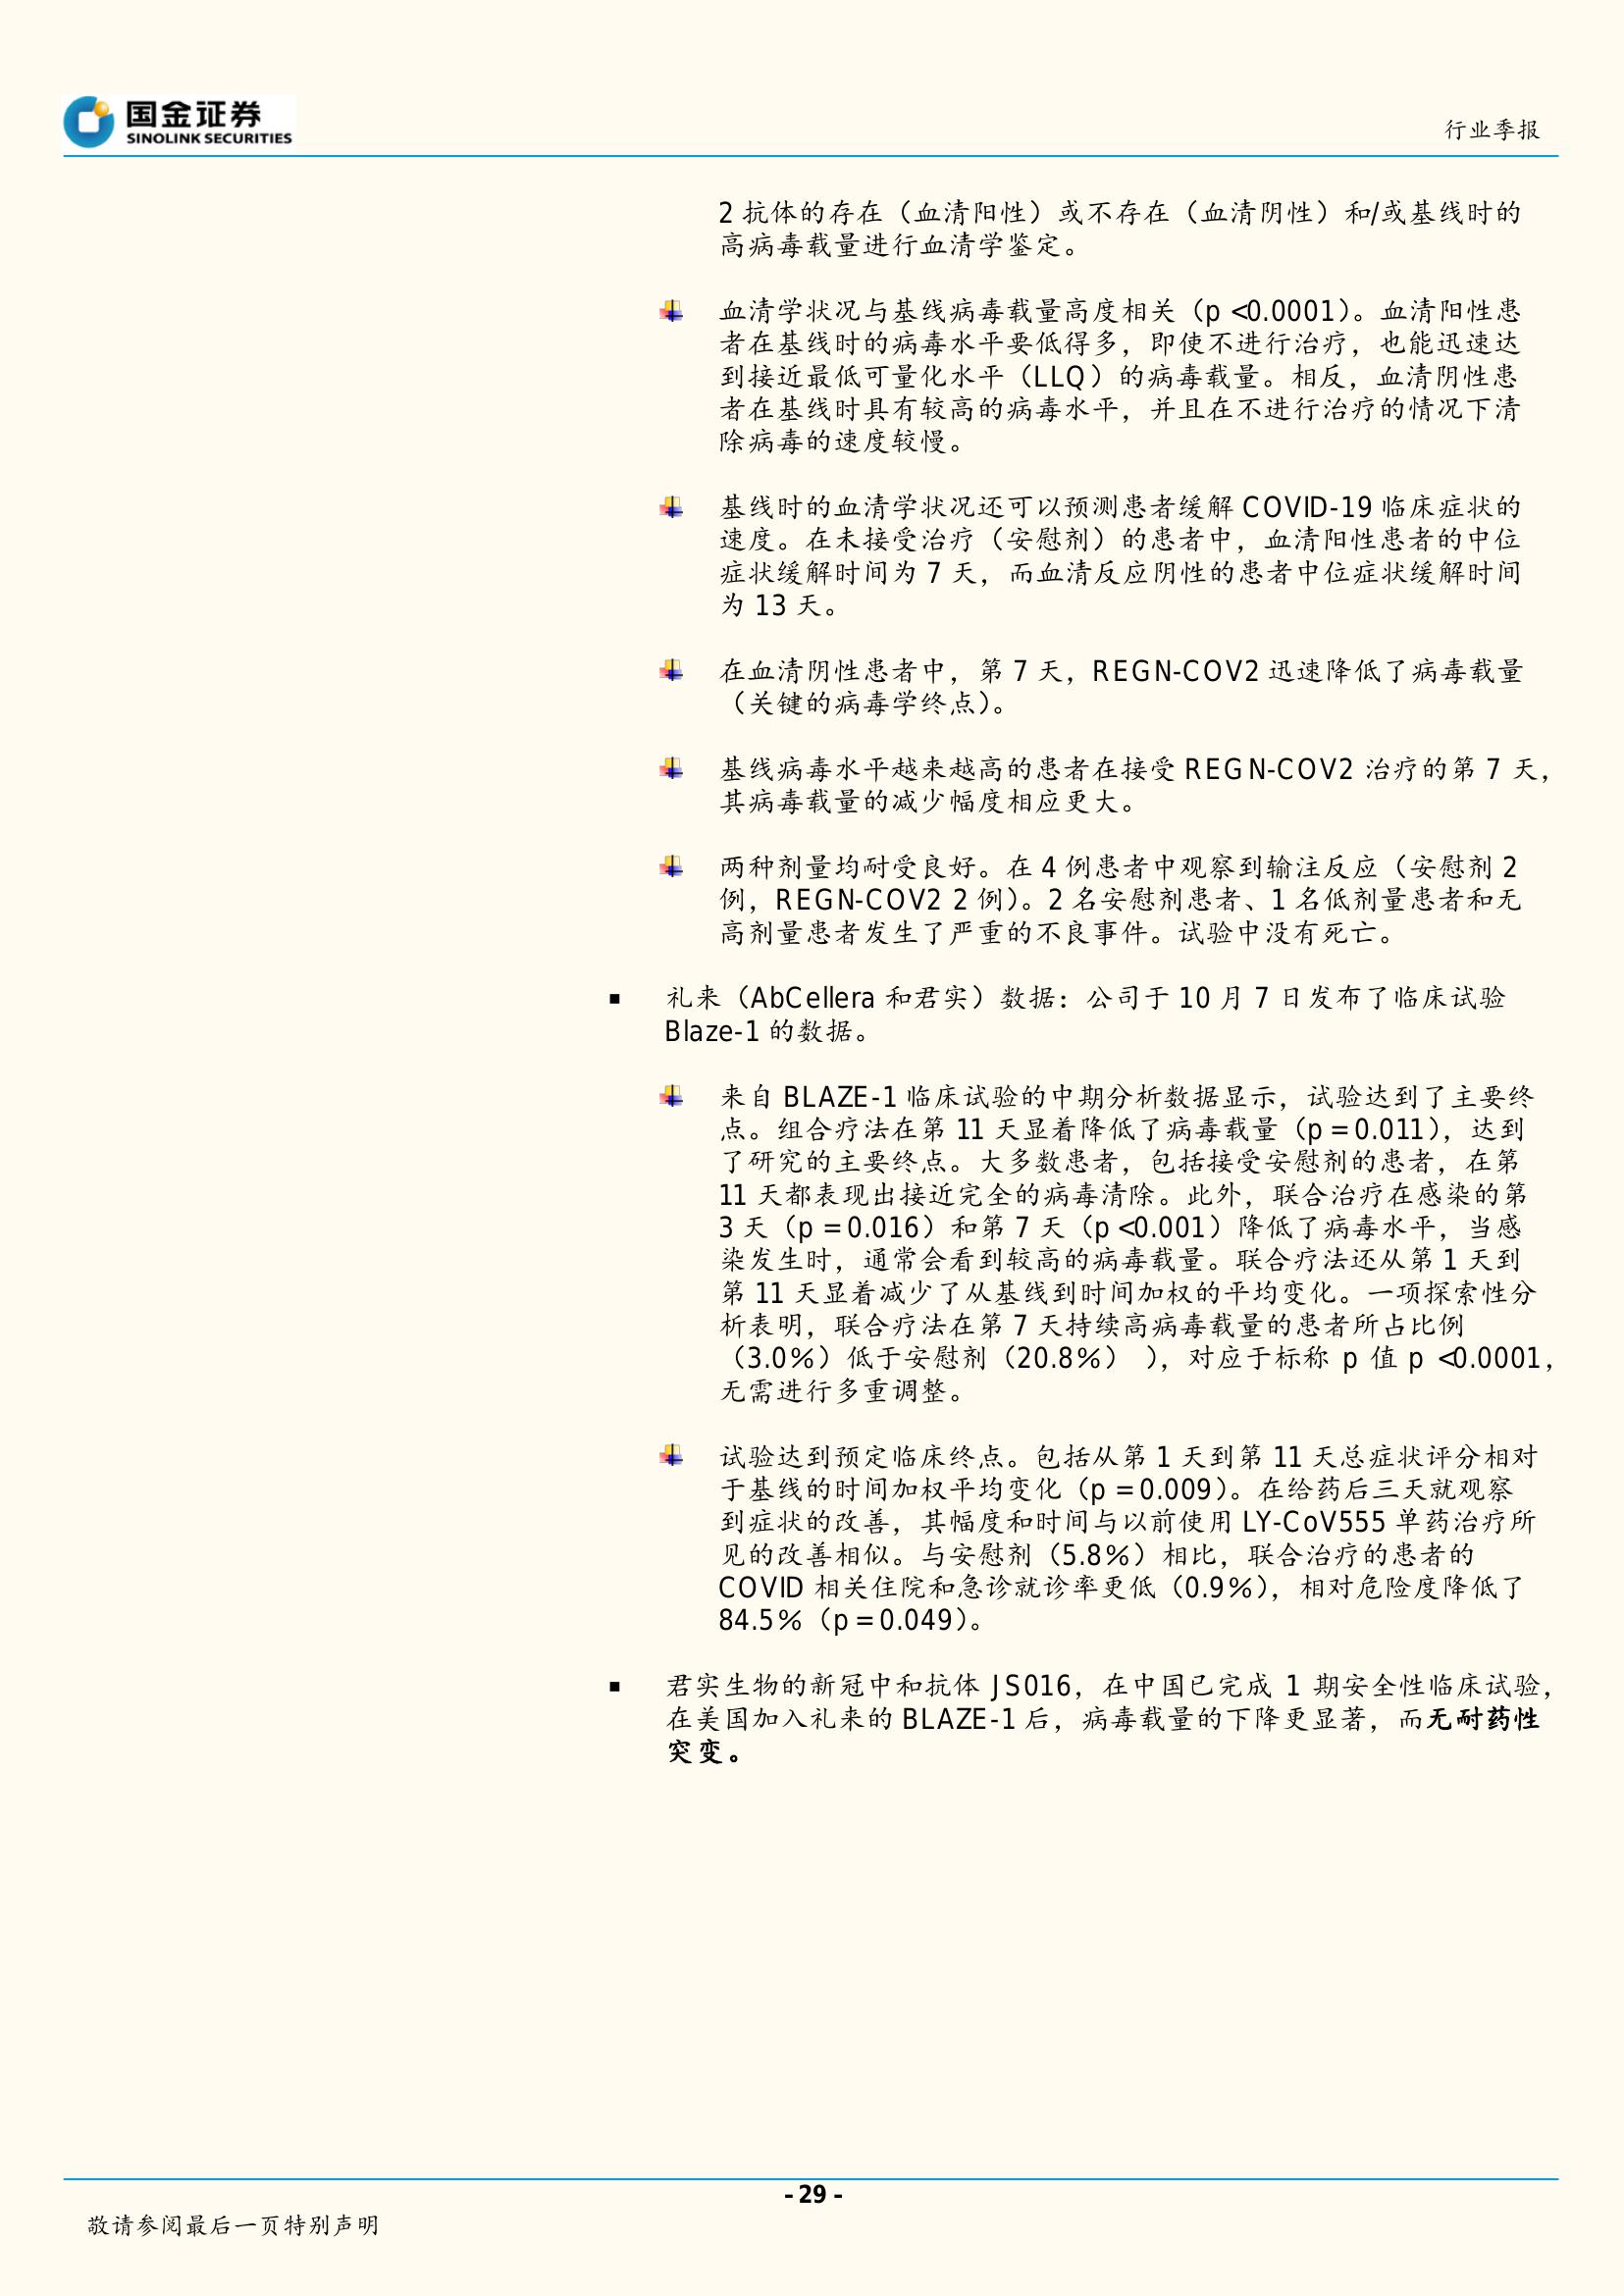 国金证券
SINOLINK SECURITIES
行业季报
2 抗体的存在（血清阳性）或不存在（血清阴性）和/或基线时的
高病毒载量进行血清学鉴定。
血清学状况与基线病毒载量高度相关（p <0.0001）。血清阳性患
者在基线时的病毒水平要低得多，即使不进行治疗，也能迅速达
到接近最低可量化水平（LLQ）的病毒载量。相反，血清阴性患
者在基线时具有较高的病毒水平，并且在不进行治疗的情况下清
除病毒的速度较慢。
基线时的血清学状况还可以预测患者缓解 COVID-19 临床症状的
速度。在未接受治疗（安慰剂）的患者中，血清阳性患者的中位
症状缓解时间为 7 天，而血清反应阴性的患者中位症状缓解时间
为 13 天。
在血清阴性患者中，第 7 天，REGN-COV2 迅速降低了病毒载量
（关键的病毒学终点）。
基线病毒水平越来越高的患者在接受 REGN-COV2 治疗的第 7 天，
其病毒载量的减少幅度相应更大。
两种剂量均耐受良好。在 4 例患者中观察到输注反应（安慰剂 2
例，REGN-COV2 2 例）。2 名安慰剂患者、1 名低剂量患者和无
高剂量患者发生了严重的不良事件。试验中没有死亡。
■ 礼来（AbCellera 和君实）数据：公司于 10 月 7 日发布了临床试验
Blaze-1 的数据。
来自 BLAZE-1 临床试验的中期分析数据显示，试验达到了主要终
点。组合疗法在第 11 天显着降低了病毒载量（p = 0.011），达到
了研究的主要终点。大多数患者，包括接受安慰剂的患者，在第
11 天都表现出接近完全的病毒清除。此外，联合治疗在感染的第
3 天（p = 0.016）和第 7 天（p <0.001）降低了病毒水平，当感
染发生时，通常会看到较高的病毒载量。联合疗法还从第 1 天到
第 11 天显着减少了从基线到时间加权的平均变化。一项探索性分
析表明，联合疗法在第 7 天持续高病毒载量的患者所占比例
（3.0％）低于安慰剂（20.8％） ），对应于标称 p 值 p <0.0001，
无需进行多重调整。
试验达到预定临床终点。包括从第 1 天到第 11 天总症状评分相对
于基线的时间加权平均变化（p = 0.009）。在给药后三天就观察
到症状的改善，其幅度和时间与以前使用 LY-CoV555 单药治疗所
见的改善相似。与安慰剂（5.8％）相比，联合治疗的患者的
COVID 相关住院和急诊就诊率更低（0.9％），相对危险度降低了
84.5％（p = 0.049）。
■ 君实生物的新冠中和抗体 JS016，在中国已完成 1 期安全性临床试验，
在美国加入礼来的 BLAZE-1 后，病毒载量的下降更显著，而无耐药性
突变。
- 29 -
敬请参阅最后一页特别声明